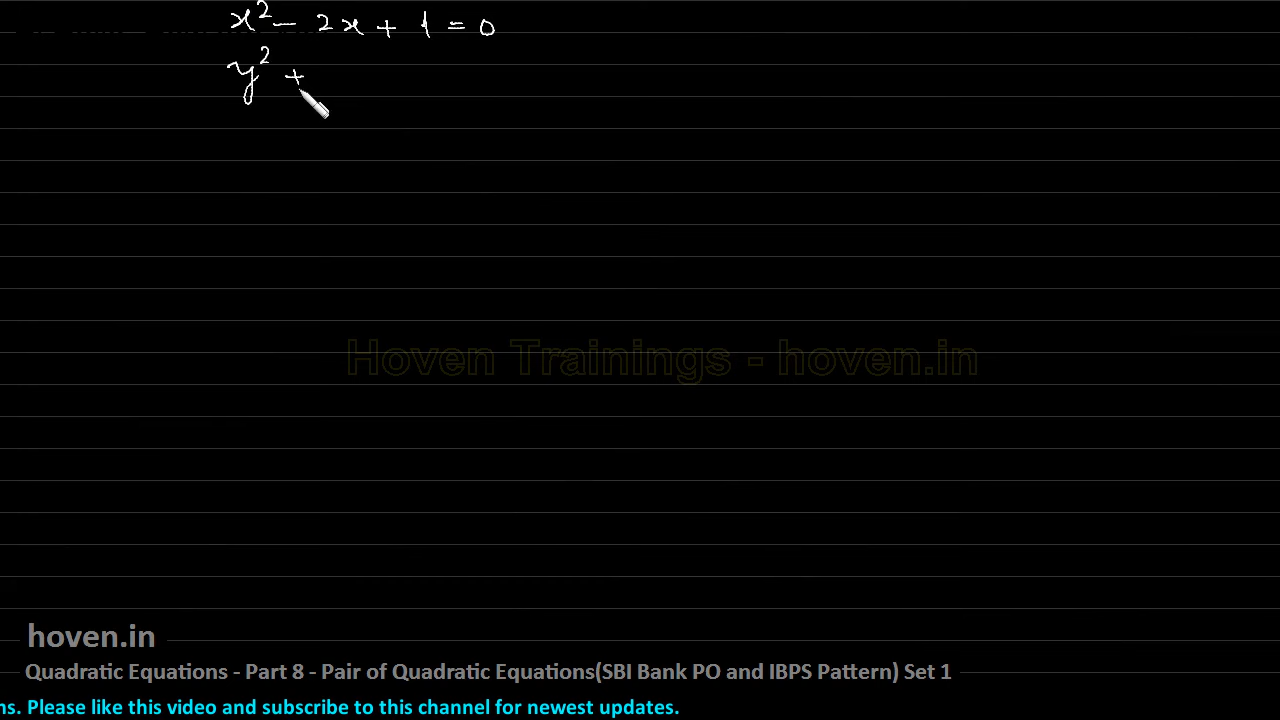 x² - 2x + 1 = 0
y² +
Hoven Trainings - hoven.in
hoven.in
Quadratic Equations - Part 8 - Pair of Quadratic Equations(SBI Bank PO and IBPS Pattern) Set 1
ns. Please like this video and subscribe to this channel for newest updates.